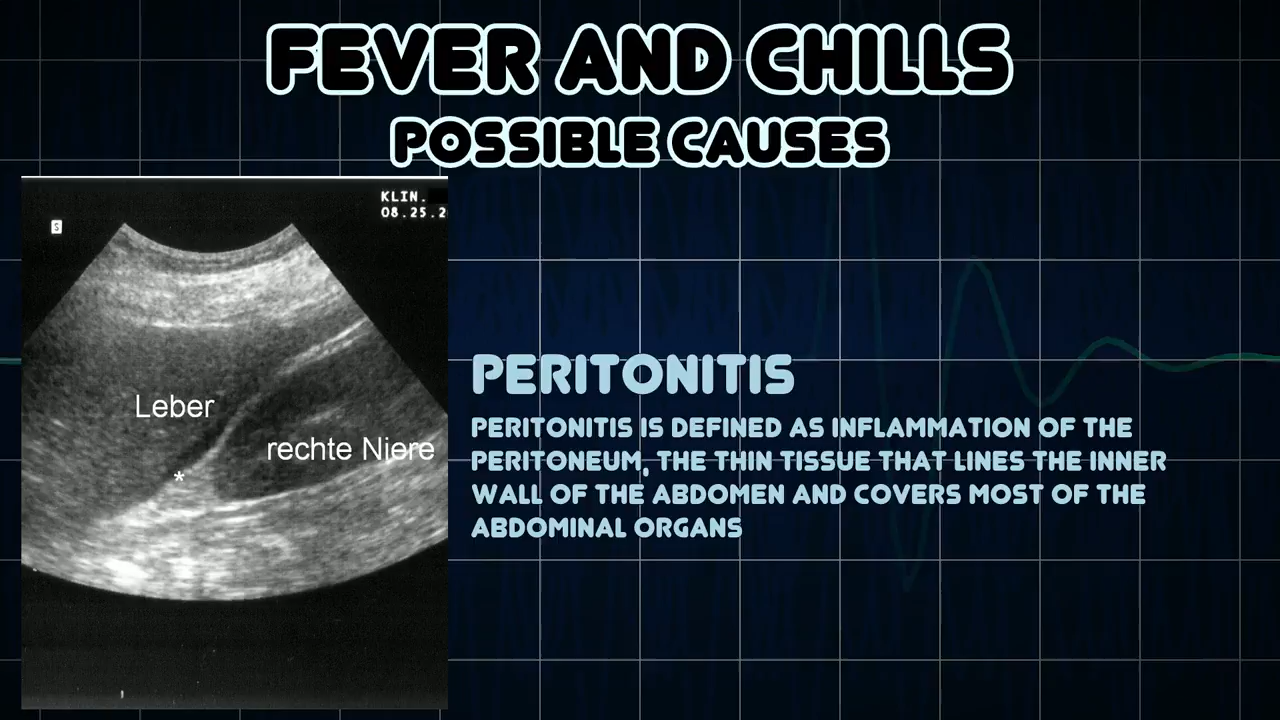 FEVER AND CHILLS
POSSIBLE CAUSES
KLIN.
08.25.2
S
Leber
rechte Niere
*
PERITONITIS
PERITONITIS IS DEFINED AS INFLAMMATION OF THE
PERITONEUM, THE THIN TISSUE THAT LINES THE INNER
WALL OF THE ABDOMEN AND COVERS MOST OF THE
ABDOMINAL ORGANS